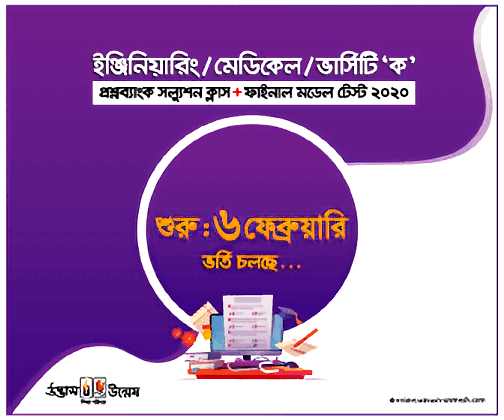 ইঞ্জিনিয়ারিং/মেডিকেল/ভার্সিটি ‘ক’
প্রশ্নব্যাংক সল্যুশন ক্লাস + ফাইনাল মডেল টেস্ট ২০২০
শুরু : ৬ ফেব্রুয়ারি
ভর্তি চলছে...
উদ্ভাস উন্মেষ